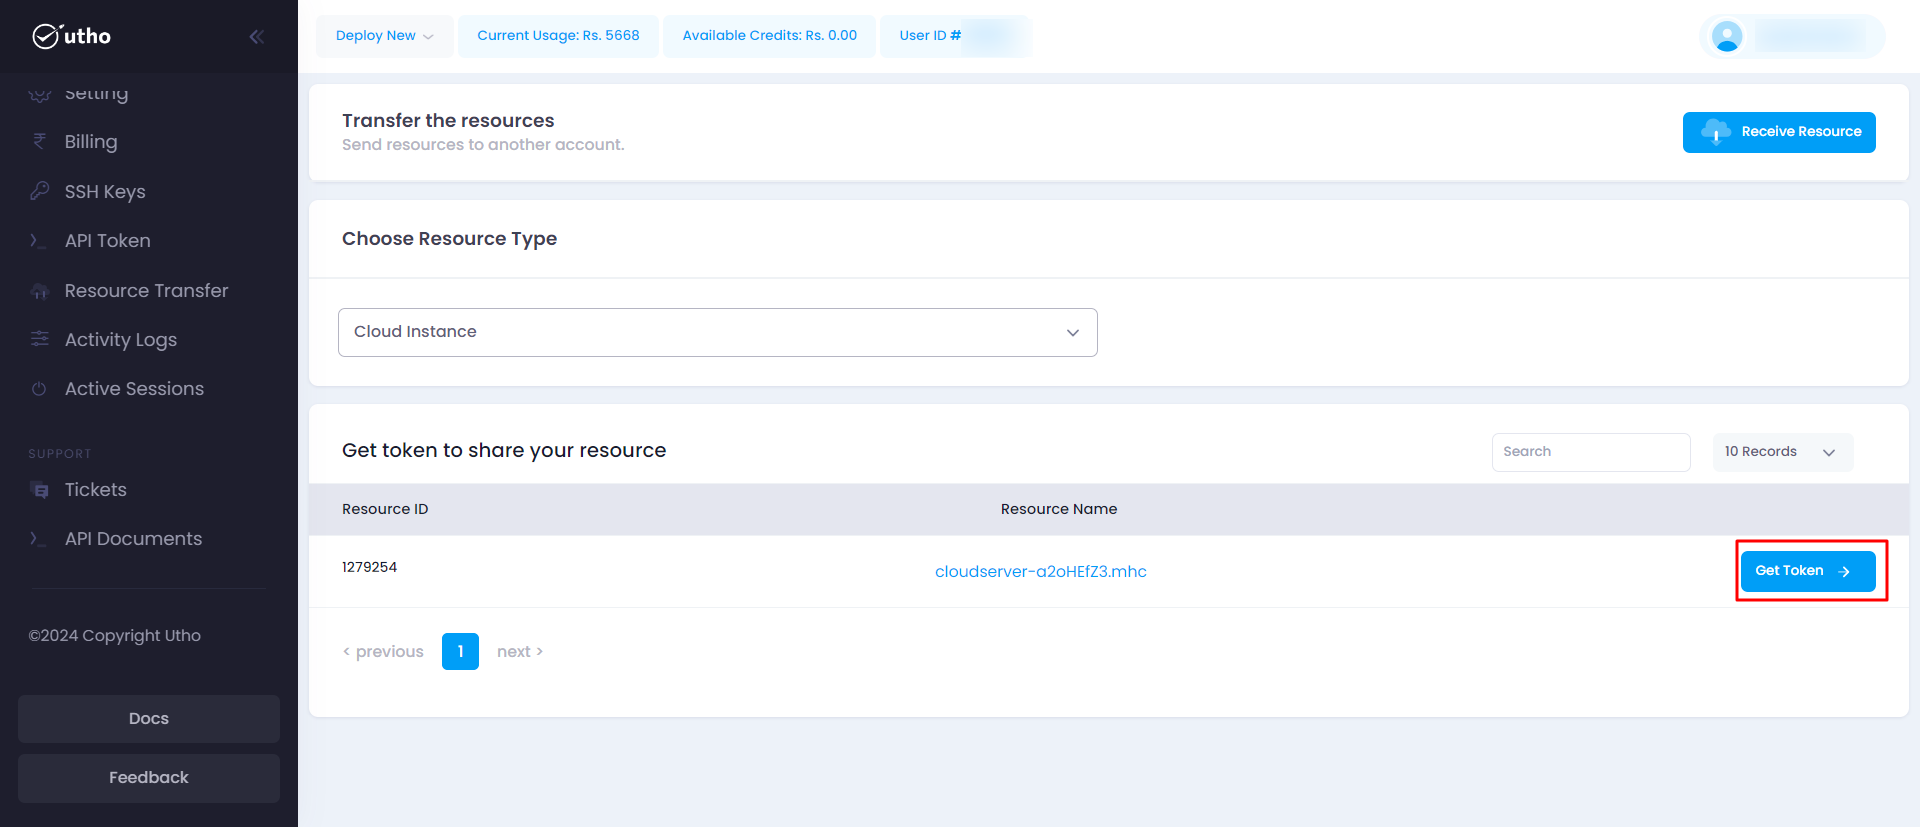 utho
Setting
Billing
SSH Keys
API Token
Resource Transfer
Activity Logs
Active Sessions
SUPPORT
Tickets
API Documents
©2024 Copyright Utho
Docs
Feedback
Deploy New
Current Usage: Rs. 5668
Available Credits: Rs. 0.00
User ID #
Transfer the resources
Send resources to another account.
Receive Resource
Choose Resource Type
Cloud Instance
Get token to share your resource
Search
10 Records
Resource ID Resource Name
1279254 cloudserver-a2oHEfZ3.mhc Get Token →
< previous 1 next >